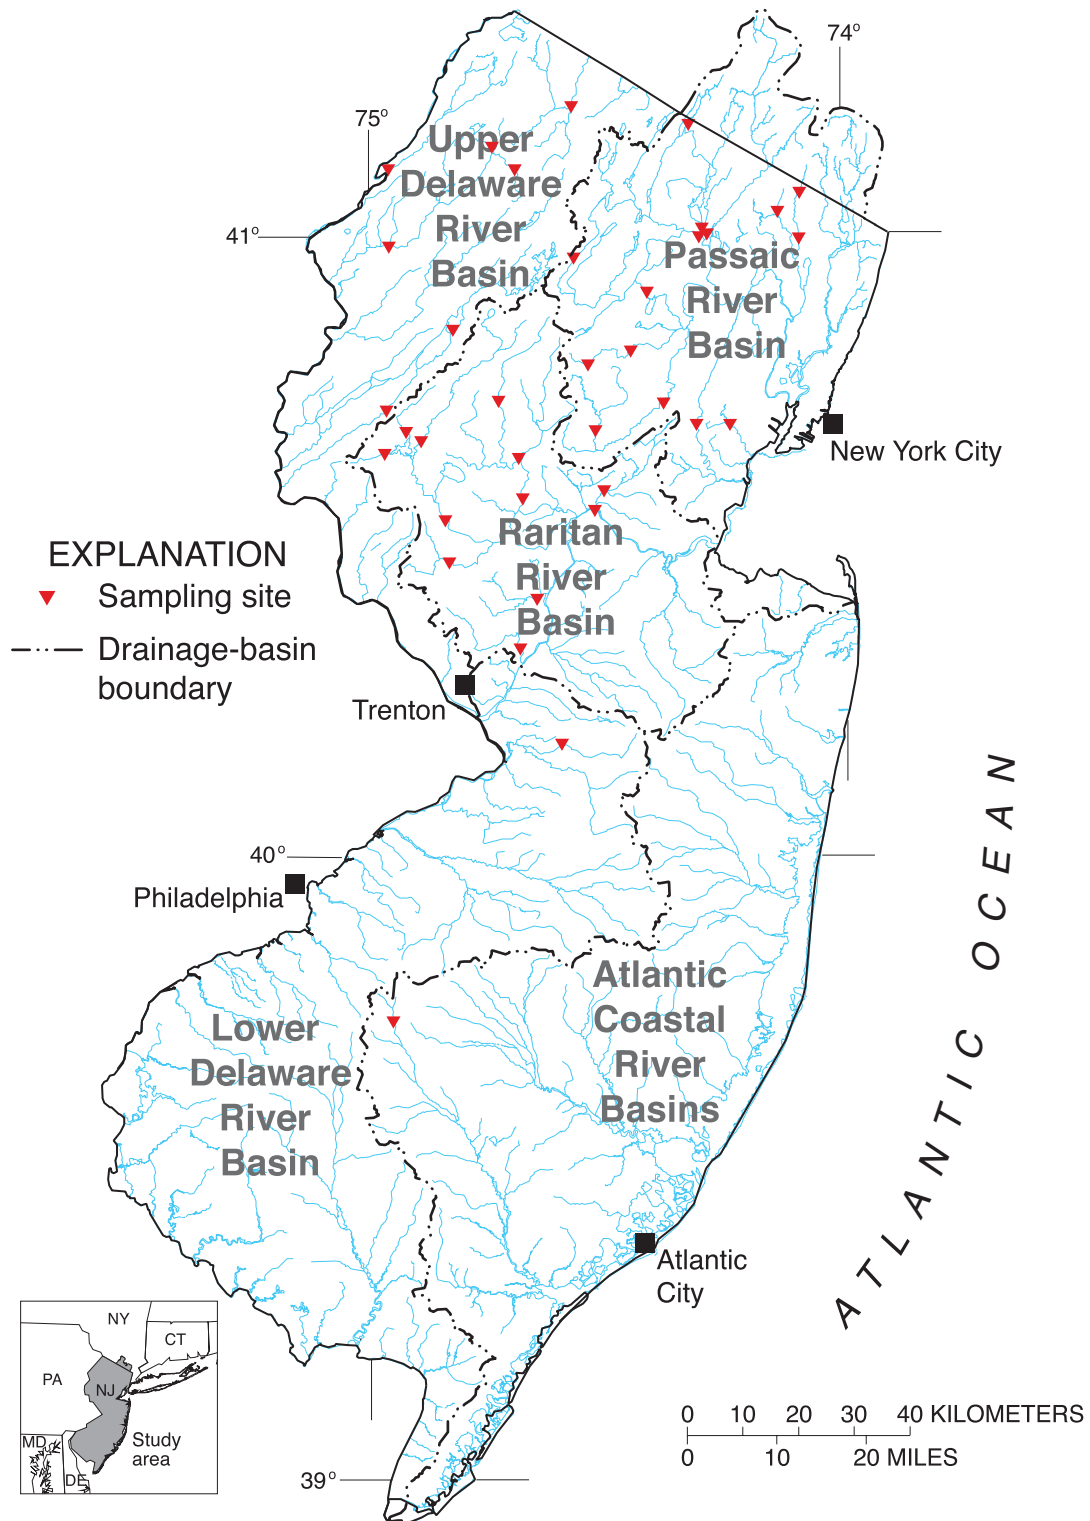 74°
75°
Upper
Delaware
River
Basin
41°
Passaic
River
Basin
New York City
EXPLANATION
Sampling site
Drainage-basin
boundary
Raritan
River
Basin
Trenton
40°
Philadelphia
Lower
Delaware
River
Basin
Atlantic
Coastal
River
Basins
ATLANTIC OCEAN
Atlantic
City
NY
CT
PA
NJ
MD
DE
Study
area
39°
0 10 20 30 40 KILOMETERS
0 10 20 MILES